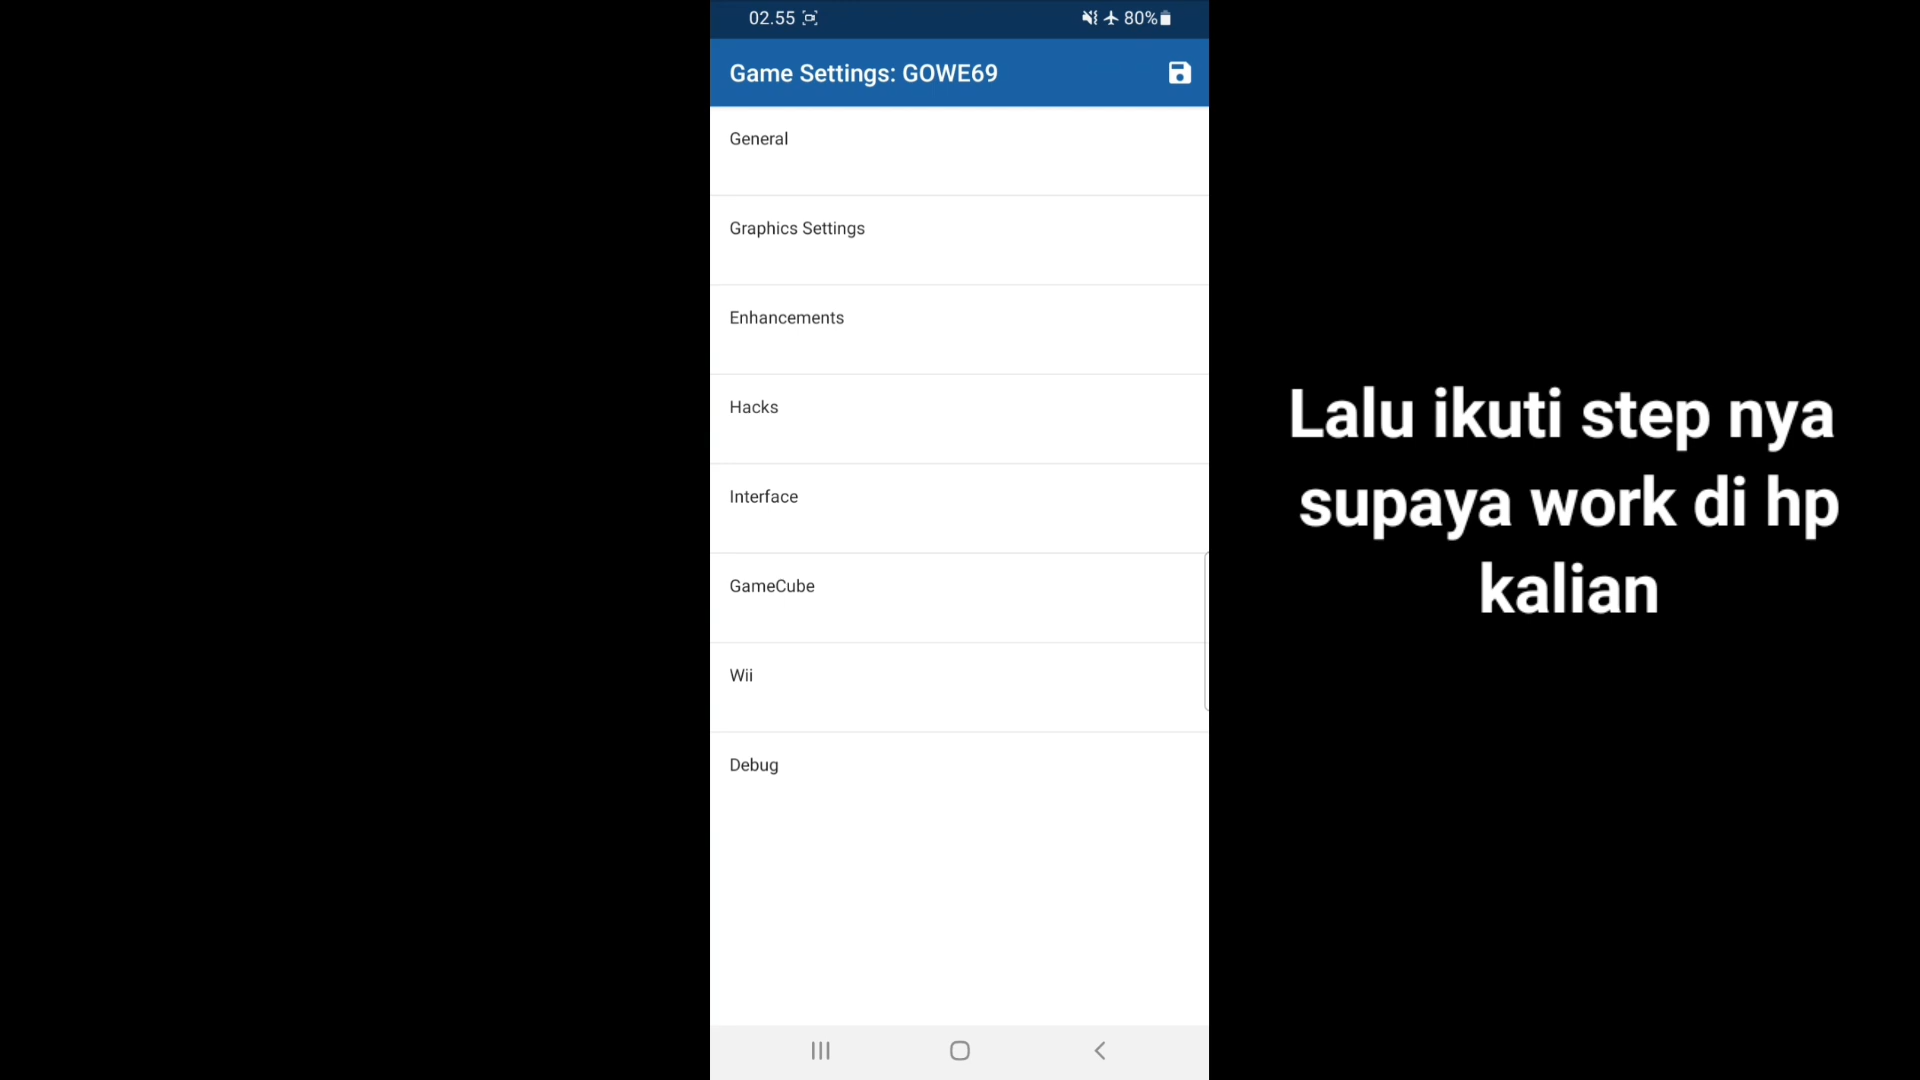 02.55
80%
Game Settings: GOWE69
General
Graphics Settings
Enhancements
Hacks
Interface
GameCube
Wii
Debug
Lalu ikuti step nya
supaya work di hp
kalian